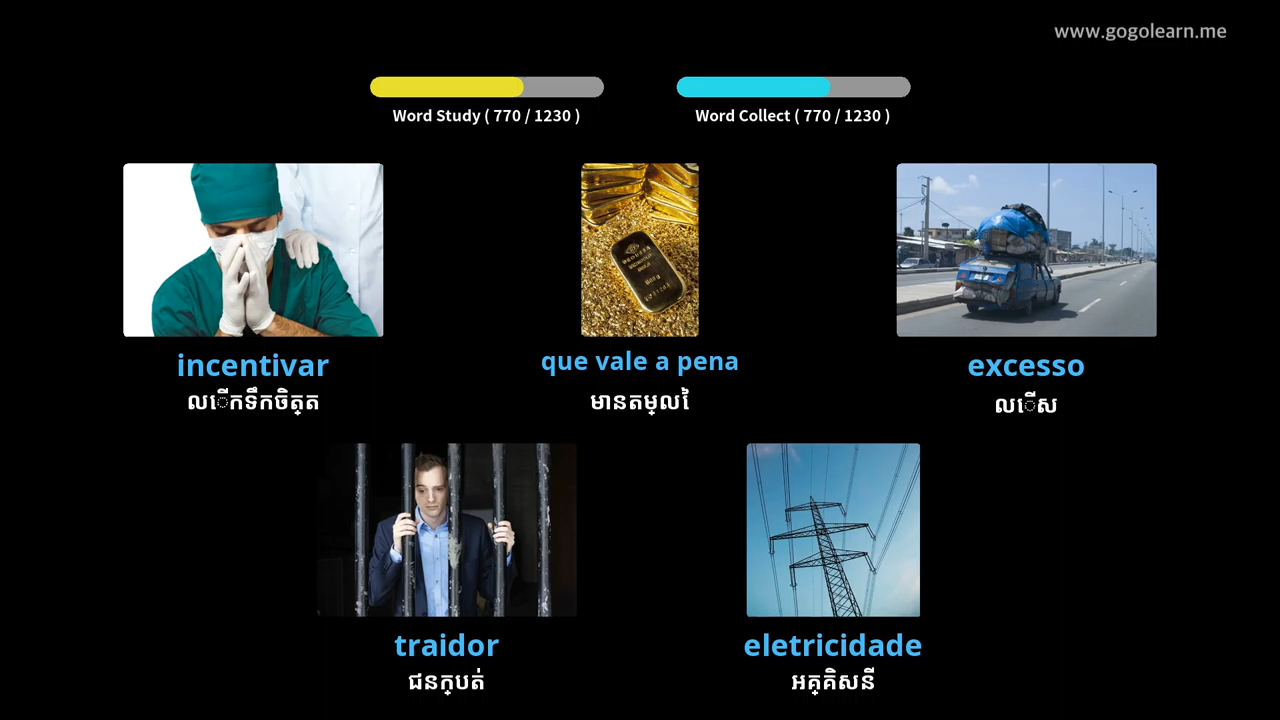 www.gogolearn.me
Word Study ( 770 / 1230 )
Word Collect ( 770 / 1230 )
incentivar
លើកទឹកចិត្ត
que vale a pena
មានតម្លៃ
excesso
លើស
traidor
ជនក្បត់
eletricidade
អគ្គិសនី